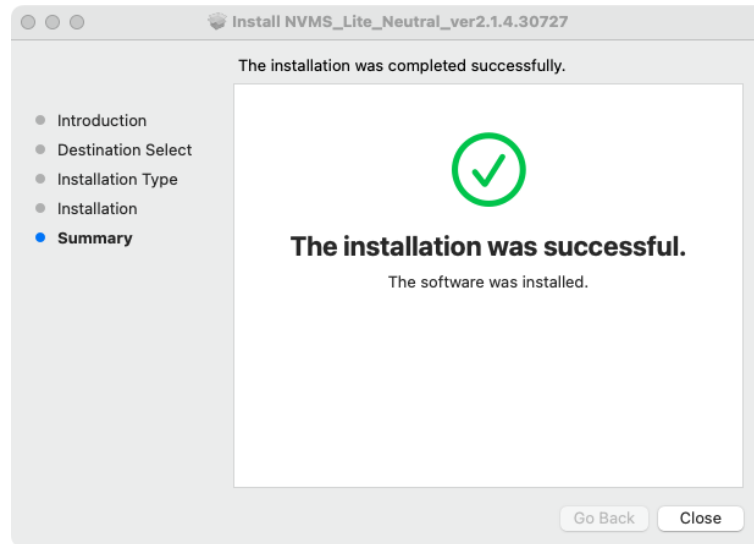 Install NVMS_Lite_Neutral_ver2.1.4.30727
The installation was completed successfully.
Introduction
Destination Select
Installation Type
Installation
Summary
The installation was successful.
The software was installed.
Go Back
Close